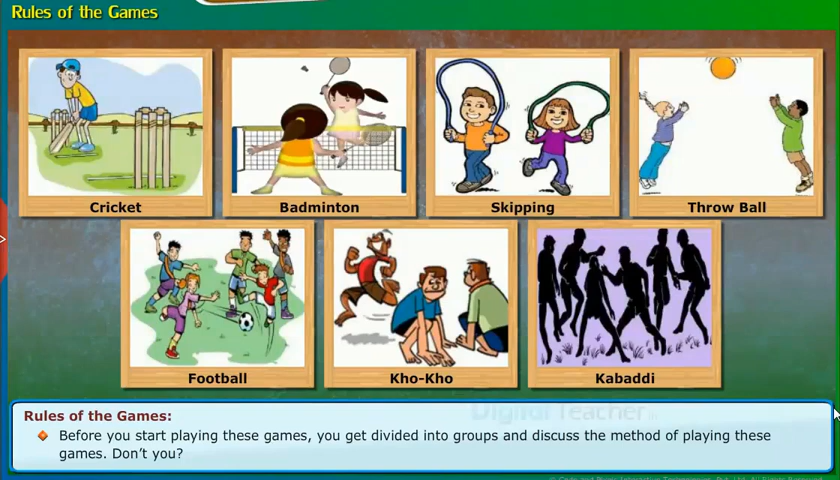 Rules of the Games
Cricket
Badminton
Skipping
Throw Ball
Football
Kho-Kho
Kabaddi
Digital Teacher
Rules of the Games:
Before you start playing these games, you get divided into groups and discuss the method of playing these
games. Don't you?